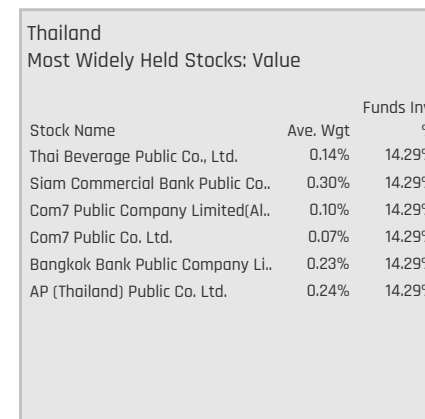 Thailand
Most Widely Held Stocks: Value
Funds
Stock Name Ave. Wgt
Thai Beverage Public Co., Ltd. 0.14% 14.29%
Siam Commercial Bank Public Co.. 0.30% 14.29%
Com7 Public Company Limited(Al.. 0.10% 14.29%
Com7 Public Co. Ltd. 0.07% 14.29%
Bangkok Bank Public Company Li.. 0.23% 14.29%
AP (Thailand) Public Co. Ltd. 0.24% 14.29%